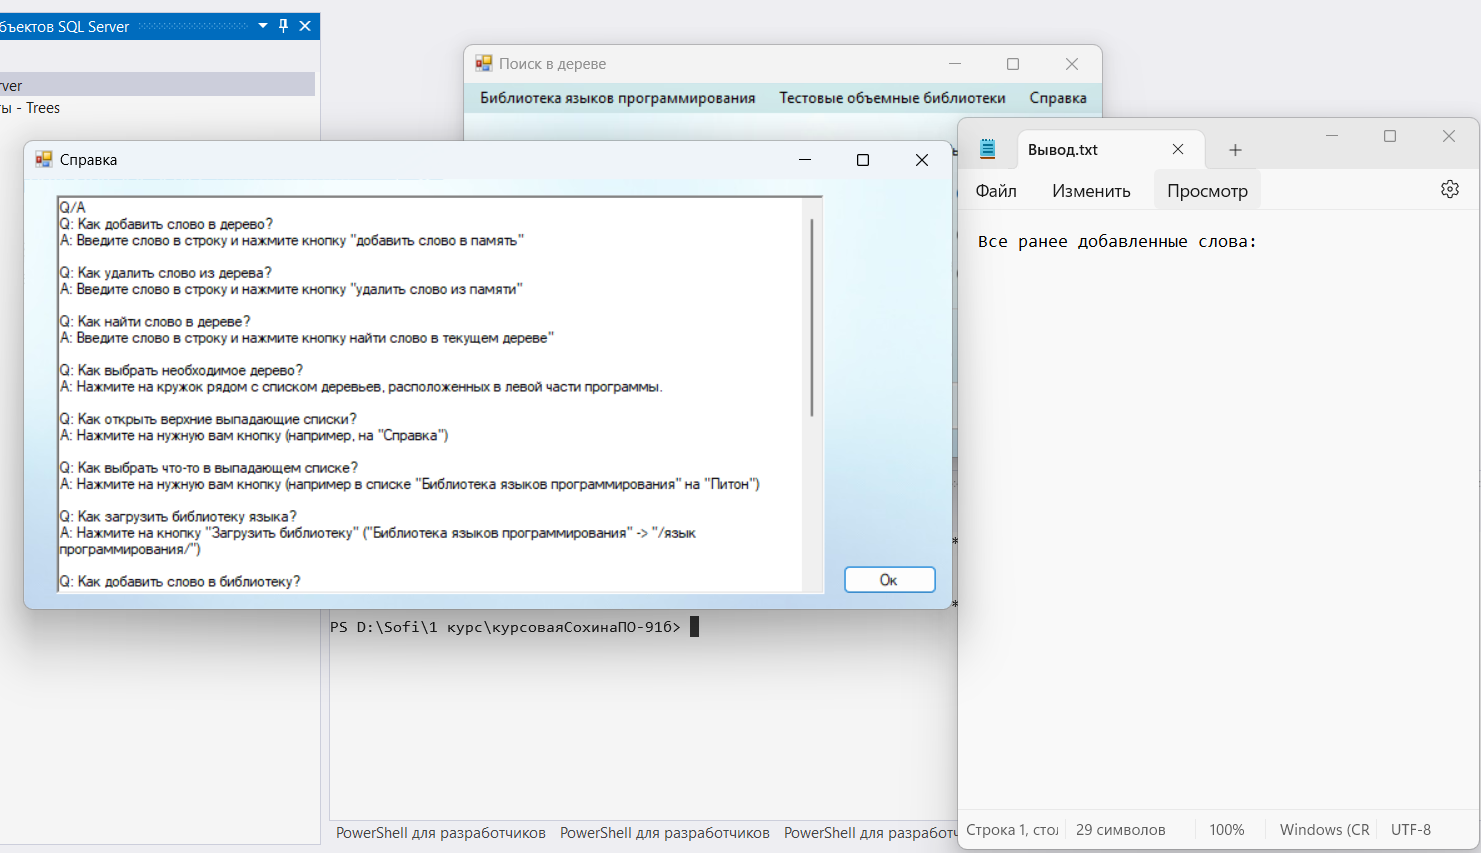 бъектов SQL Server
rver
ты - Trees
Поиск в дереве
Библиотека языков программирования Тестовые объемные библиотеки Справка
Справка
Q/A
Q: Как добавить слово в дерево?
A: Введите слово в строку и нажмите кнопку "добавить слово в память"
Q: Как удалить слово из дерева?
A: Введите слово в строку и нажмите кнопку "удалить слово из памяти"
Q: Как найти слово в дереве?
A: Введите слово в строку и нажмите кнопку найти слово в текущем дереве"
Q: Как выбрать необходимое дерево?
A: Нажмите на кружок рядом с списком деревьев, расположенных в левой части программы.
Q: Как открыть верхние выпадающие списки?
A: Нажмите на нужную вам кнопку (например, на "Справка")
Q: Как выбрать что-то в выпадающем списке?
A: Нажмите на нужную вам кнопку (например в списке "Библиотека языков программирования" на "Питон")
Q: Как загрузить библиотеку языка?
A: Нажмите на кнопку "Загрузить библиотеку" ("Библиотека языков программирования" -> "/язык
программирования/")
Q: Как добавить слово в библиотеку?
Ок
PS D:\Sofi\1 курс\курсоваяСохинаПО-91б>
PowerShell для разработчиков PowerShell для разработчиков PowerShell для разработч
Вывод.txt
Файл Изменить Просмотр
Все ранее добавленные слова:
Строка 1, стол 29 символов 100% Windows (CR UTF-8